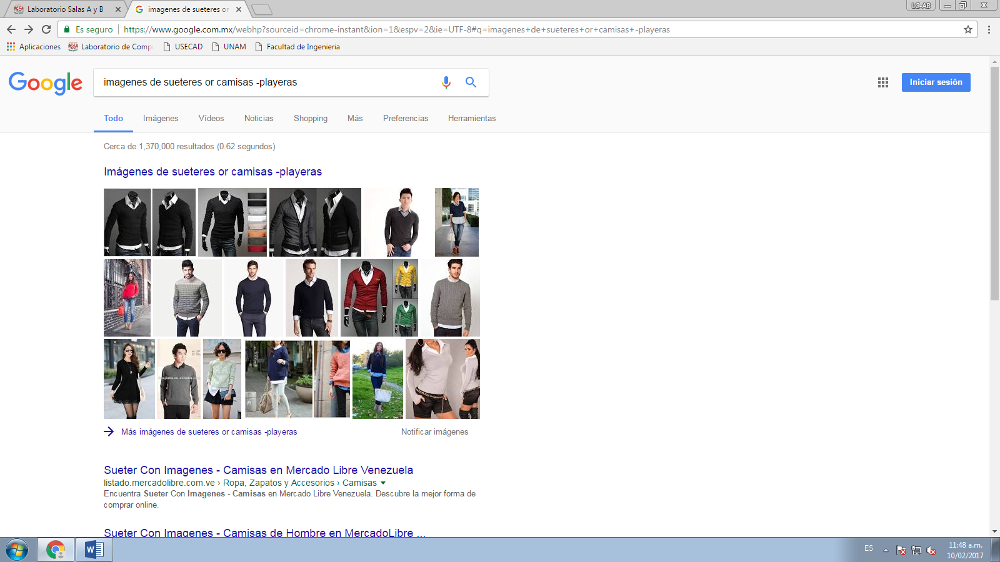 Laboratorio Salas A y B
imagenes de sueteres or
LC-AB
Es seguro
https://www.google.com.mx/webhp?sourceid=chrome-instant&ion=1&espv=2&ie=UTF-8#q=imagenes+de+sueteres+or+camisas+-playeras
Aplicaciones
Laboratorio de Compu
USECAD
UNAM
Facultad de Ingenieria
Google
imagenes de sueteres or camisas -playeras
Iniciar sesión
Todo
Imágenes
Vídeos
Noticias
Shopping
Más
Preferencias
Herramientas
Cerca de 1,370,000 resultados (0.62 segundos)
Imágenes de sueteres or camisas -playeras
Más imágenes de sueteres or camisas -playeras
Notificar imágenes
Sueter Con Imagenes - Camisas en Mercado Libre Venezuela
listado.mercadolibre.com.ve › Ropa, Zapatos y Accesorios › Camisas
Encuentra Sueter Con Imagenes - Camisas en Mercado Libre Venezuela. Descubre la mejor forma de
comprar online.
Sueter Con Imagenes - Camisas de Hombre en MercadoLibre ...
ES
11:48 a.m.
10/02/2017